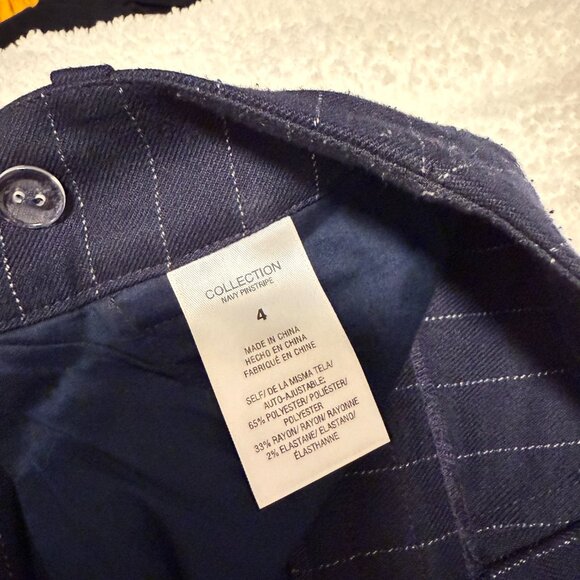 COLLECTION
NAVY PINSTRIPE
4
MADE IN CHINA
HECHO EN CHINA
FABRIQUÉ EN CHINE
SELF/ DE LA MISMA TELA/
AUTO-AJUSTABLE:
65% POLYESTER/ POLIÉSTER/
POLYESTER
33% RAYON/ RAYON/ RAYONNE
2% ELASTANE/ ELASTANO/
ÉLASTHANNE